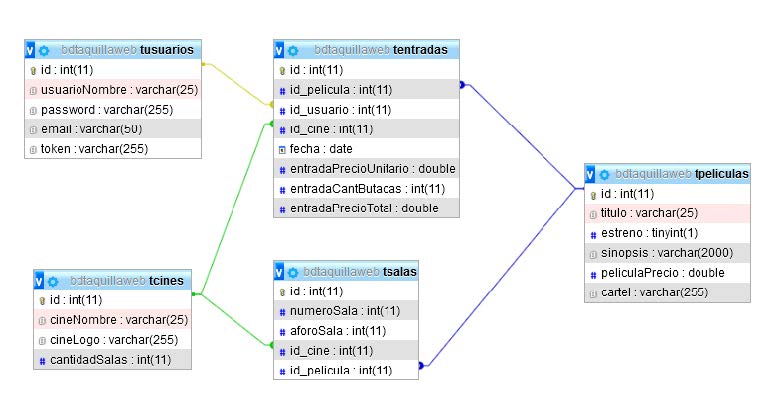 bdtaquillaweb tusuarios
id : int(11)
usuarioNombre : varchar(25)
password : varchar(255)
email : varchar(50)
token : varchar(255)
bdtaquillaweb tentradas
id : int(11)
id_pelicula : int(11)
id_usuario : int(11)
id_cine : int(11)
fecha : date
entradaPrecioUnitario : double
entradaCantButacas : int(11)
entradaPrecioTotal : double
bdtaquillaweb tpeliculas
id : int(11)
titulo : varchar(25)
estreno : tinyint(1)
sinopsis : varchar(2000)
peliculaPrecio : double
cartel : varchar(255)
bdtaquillaweb tcines
id : int(11)
cineNombre : varchar(25)
cineLogo : varchar(255)
cantidadSalas : int(11)
bdtaquillaweb tsalas
id : int(11)
numeroSala : int(11)
aforoSala : int(11)
id_cine : int(11)
id_pelicula : int(11)